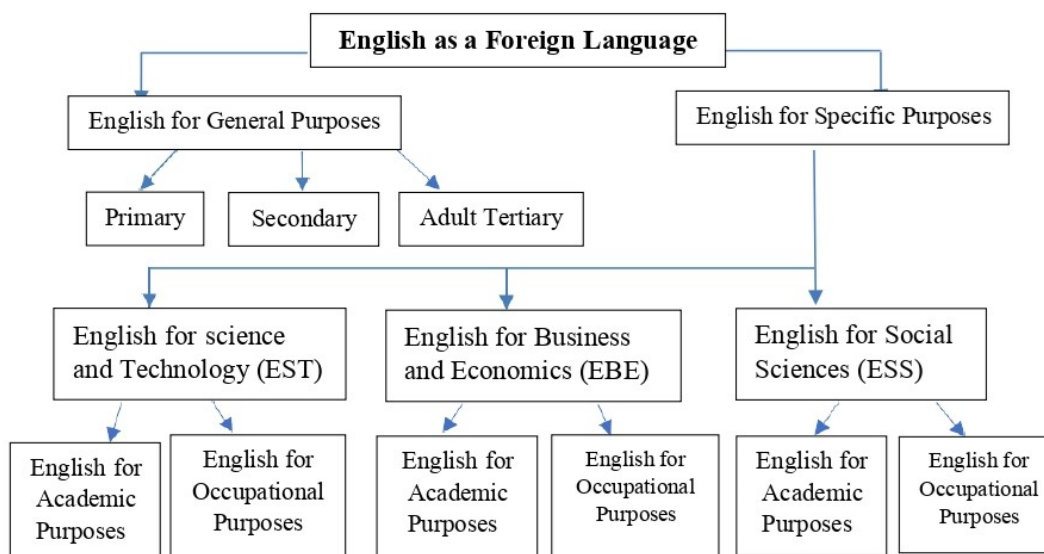 English as a Foreign Language
English for General Purposes
English for Specific Purposes
Primary
Secondary
Adult Tertiary
English for science
and Technology (EST)
English for Business
and Economics (EBE)
English for Social
Sciences (ESS)
English for
Academic
Purposes
English for
Occupational
Purposes
English for
Academic
Purposes
English for
Occupational
Purposes
English for
Academic
Purposes
English for
Occupational
Purposes